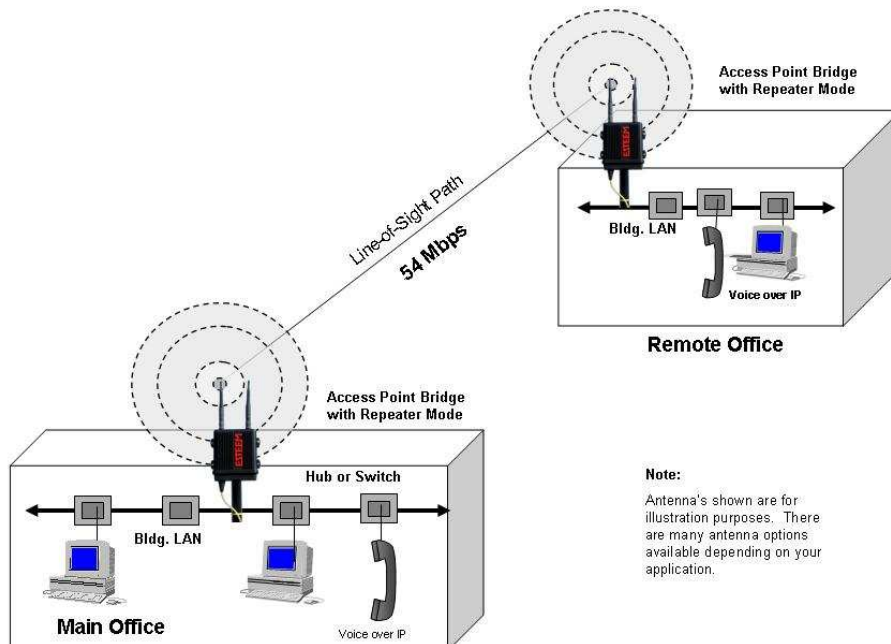 Access Point Bridge
with Repeater Mode
ESTEEM
Line-of-Sight Path
54 Mbps
Bldg. LAN
Voice over IP
Remote Office
Access Point Bridge
with Repeater Mode
ESTEEM
Hub or Switch
Bldg. LAN
Main Office
Voice over IP
Note:
Antenna's shown are for
illustration purposes. There
are many antenna options
available depending on your
application.